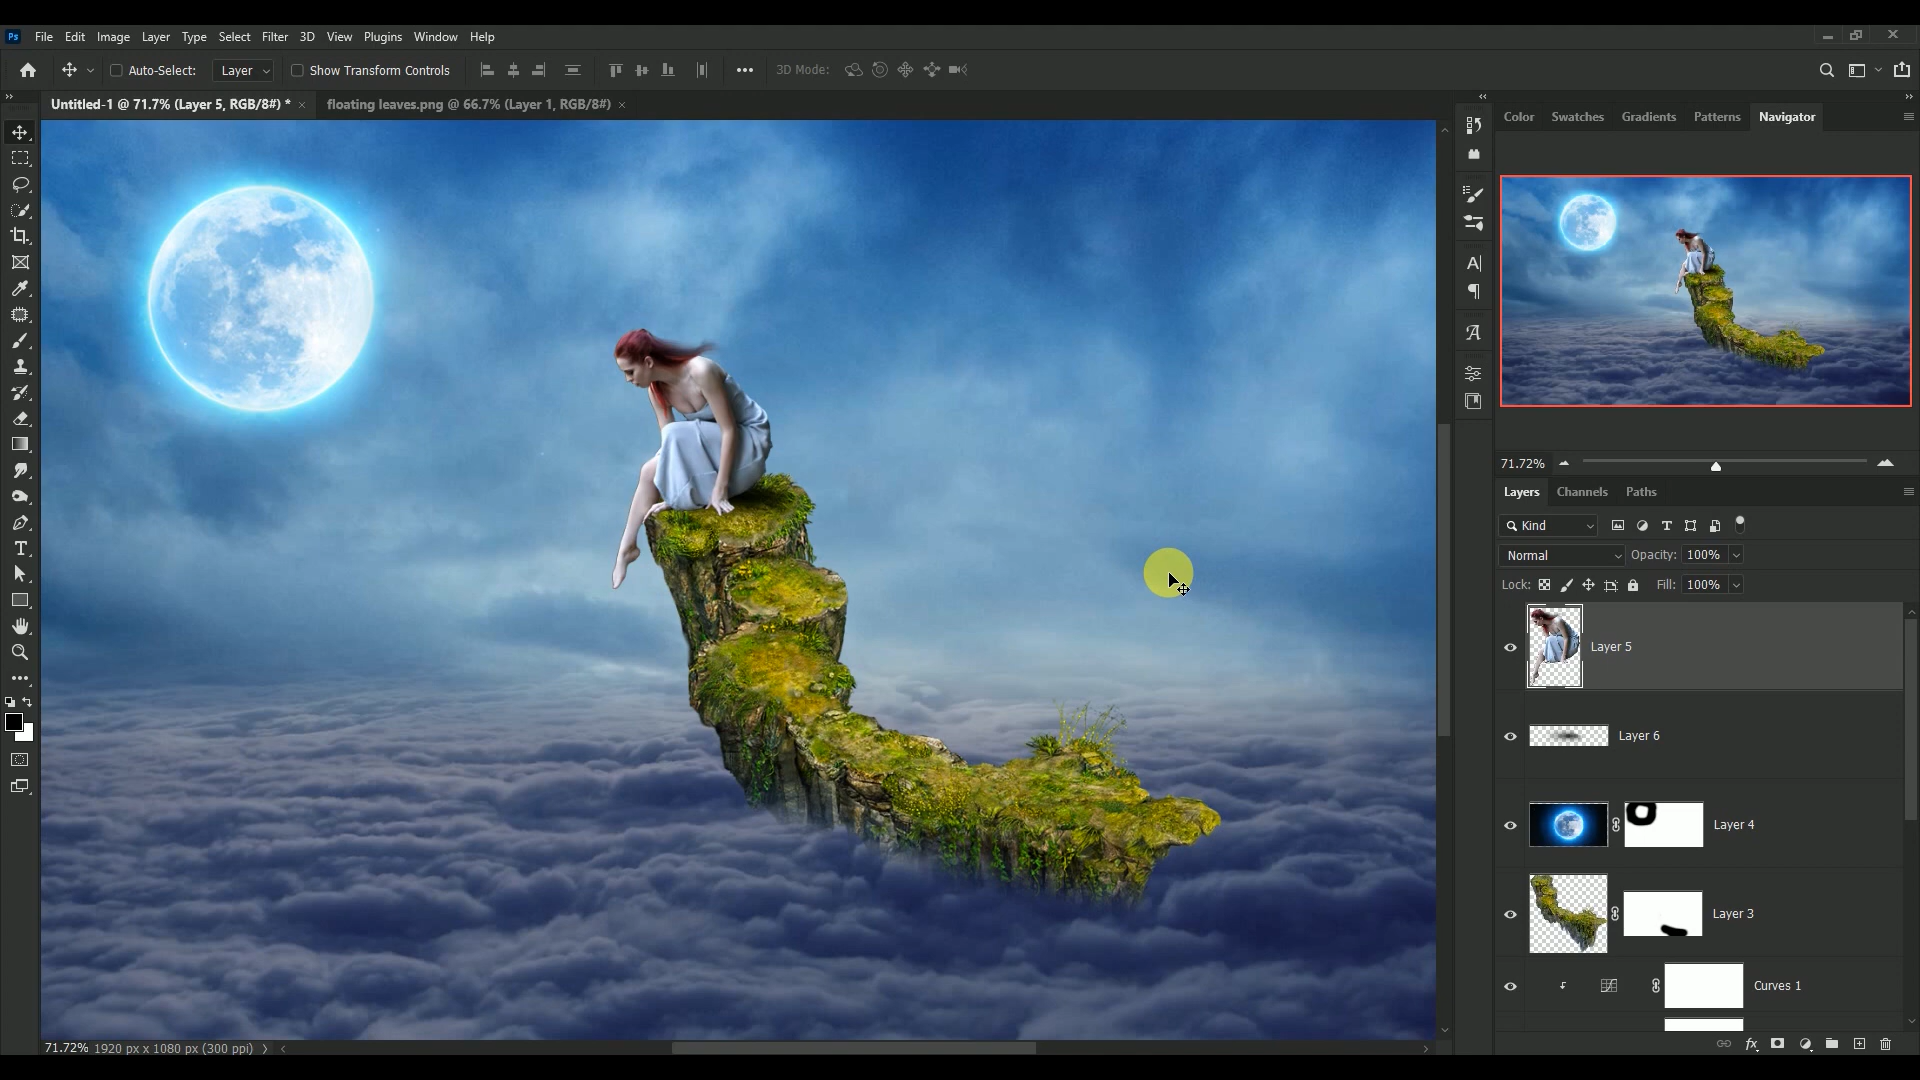 Ps File Edit Image Layer Type Select Filter 3D View Plugins Window Help
Auto-Select: Layer Show Transform Controls 3D Mode:
Untitled-1 @ 71.7% (Layer 5, RGB/8#) * × floating leaves.png @ 66.7% (Layer 1, RGB/8#) ×
Color Swatches Gradients Patterns Navigator
71.72%
Layers Channels Paths
Kind
Normal Opacity: 100%
Lock: Fill: 100%
Layer 5
Layer 6
Layer 4
Layer 3
Curves 1
71.72% 1920 px x 1080 px (300 ppi)